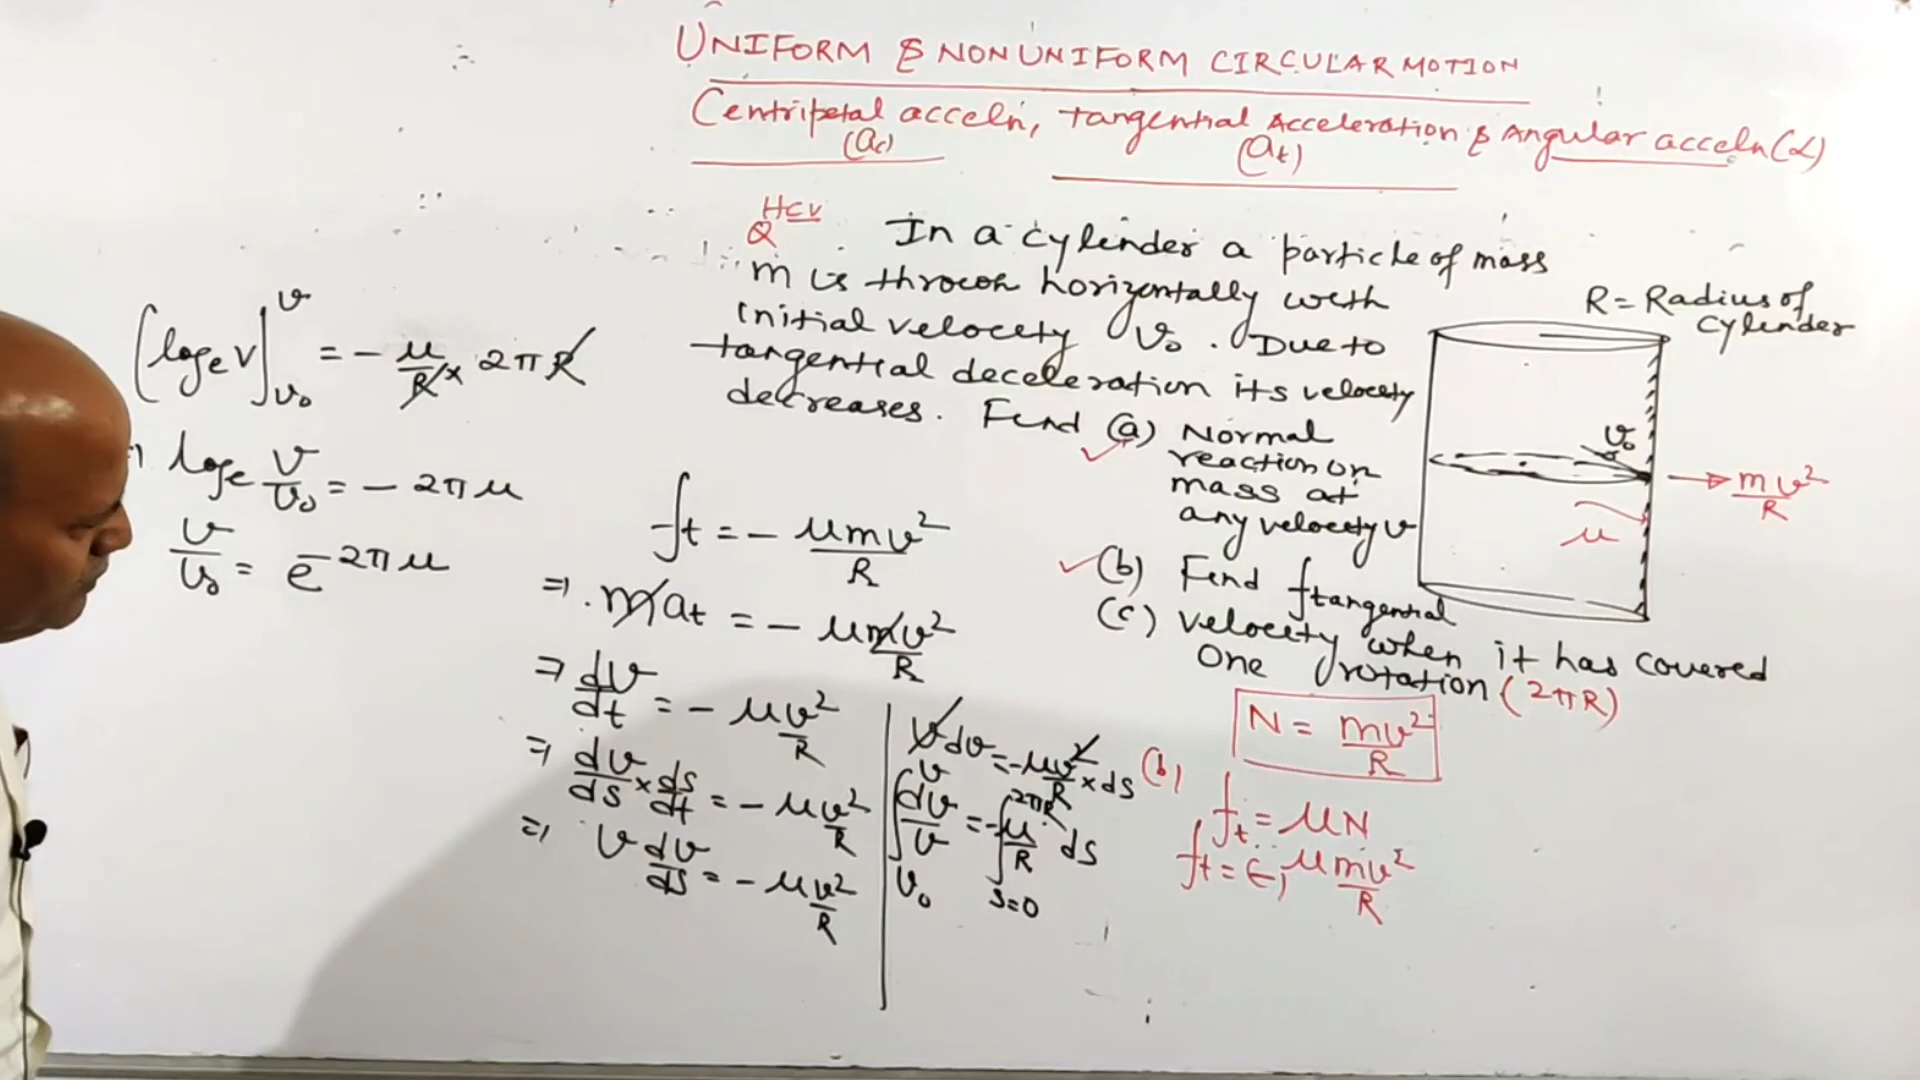 UNIFORM & NONUNIFORM CIRCULAR MOTION
Centripetal acceln, tangential Acceleration & Angular acceln (α)
(ac) (at)
HCV
Q. In a cylinder a particle of mass
m is thrown horizontally with
initial velocity v₀. Due to
tangential deceleration its velocity
decreases. Find (a) Normal
reaction on
mass at
any velocity v
(b) Find ftangential
(c) velocity when it has covered
one rotation (2πR)
R = Radius of
cylinder
v₀
mv²/R
μ
N = mv²/R
(b)
ft = μN
ft = (-) μmv²/R
ft = - μmv²/R
⇒ mat = - μmv²/R
⇒ dv/dt = - μv²/R
⇒ dv/ds × ds/dt = - μv²/R
⇒ v dv/ds = - μv²/R
vdv = -μv²/R × ds
∫v₀^v dv/v = ∫s=0^2πR -μ/R ds
[logₑ v]v₀^v = - μ/R × 2πR
⇒ logₑ v/v₀ = - 2πμ
v/v₀ = e^-2πμ